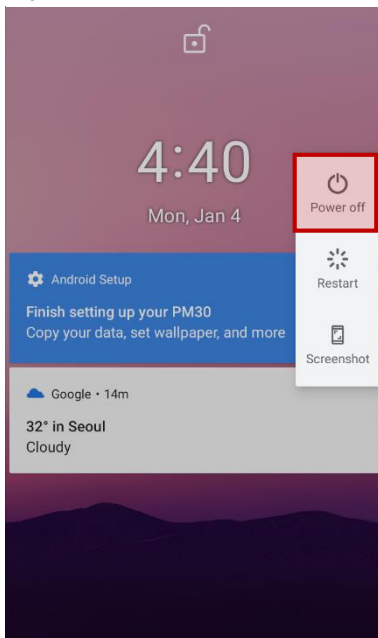 4:40
Mon, Jan 4
Power off
Restart
Screenshot
Android Setup
Finish setting up your PM30
Copy your data, set wallpaper, and more
Google • 14m
32° in Seoul
Cloudy